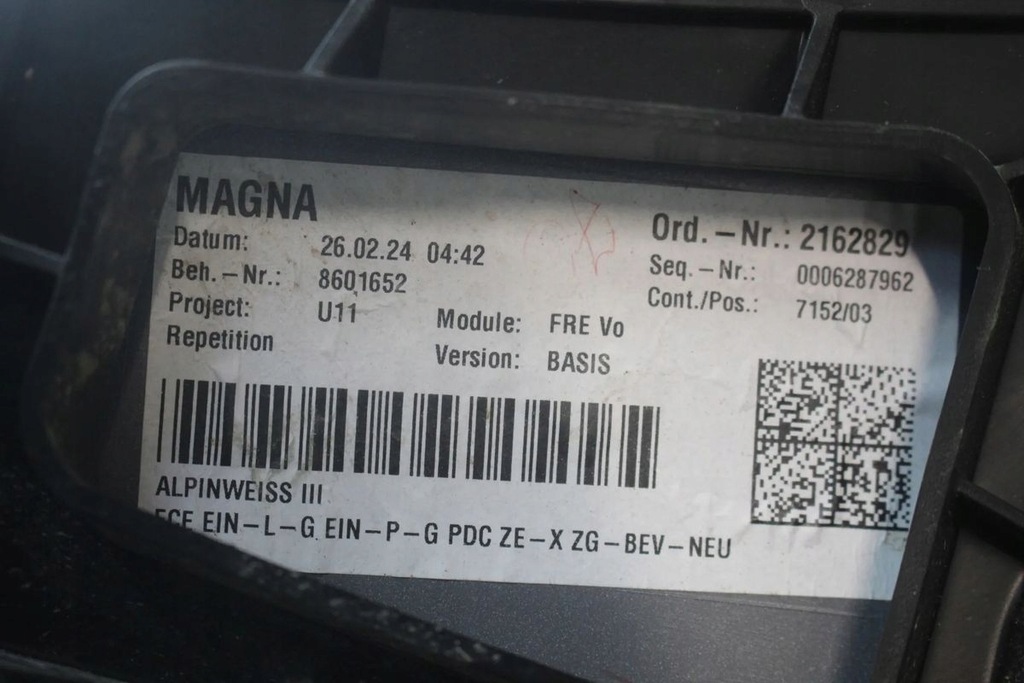 MAGNA
Datum: 26.02.24 04:42
Beh.-Nr.: 8601652
Project: U11
Repetition
Module: FRE Vo
Version: BASIS
Ord.-Nr.: 2162829
Seq.-Nr.: 0006287962
Cont./Pos.: 7152/03
ALPINWEISS III
ECE EIN-L-G EIN-P-G PDC ZE-X ZG-BEV-NEU